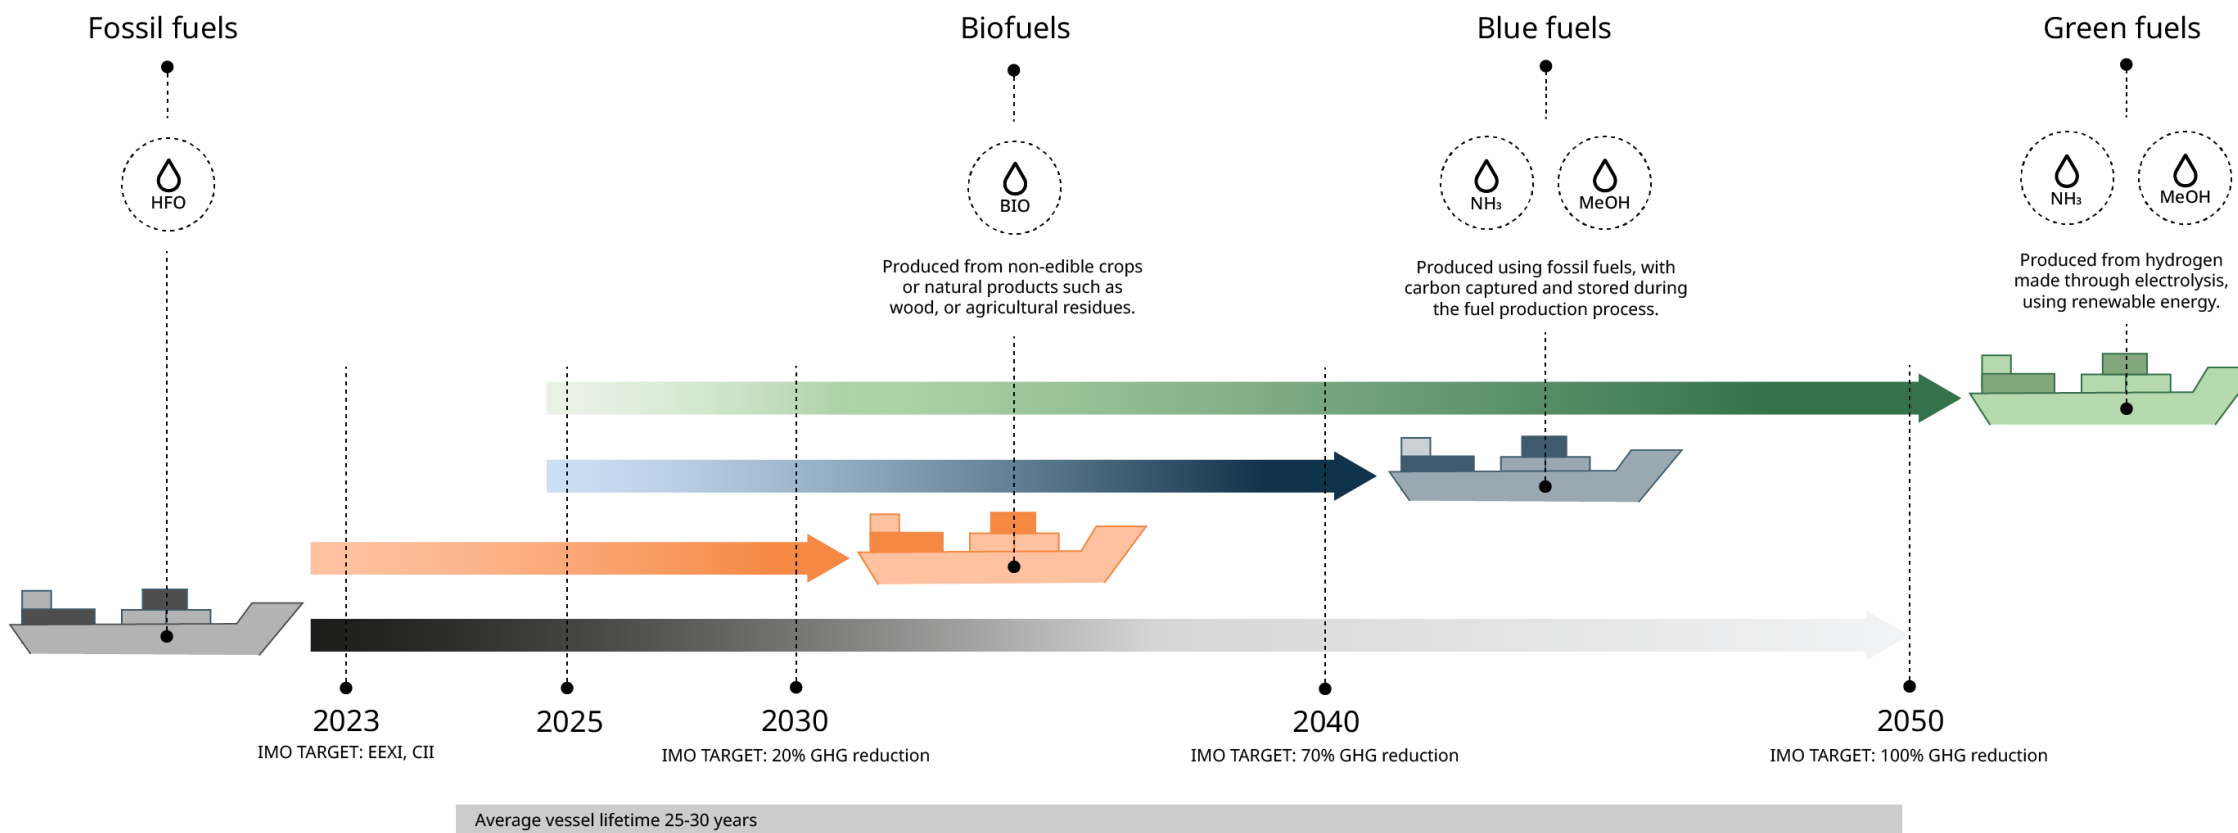 Fossil fuels
Biofuels
Blue fuels
Green fuels
HFO
BIO
NH₃
MeOH
NH₃
MeOH
Produced from non-edible crops
or natural products such as
wood, or agricultural residues.
Produced using fossil fuels, with
carbon captured and stored during
the fuel production process.
Produced from hydrogen
made through electrolysis,
using renewable energy.
2023
IMO TARGET: EEXI, CII
2025
2030
IMO TARGET: 20% GHG reduction
2040
IMO TARGET: 70% GHG reduction
2050
IMO TARGET: 100% GHG reduction
Average vessel lifetime 25-30 years